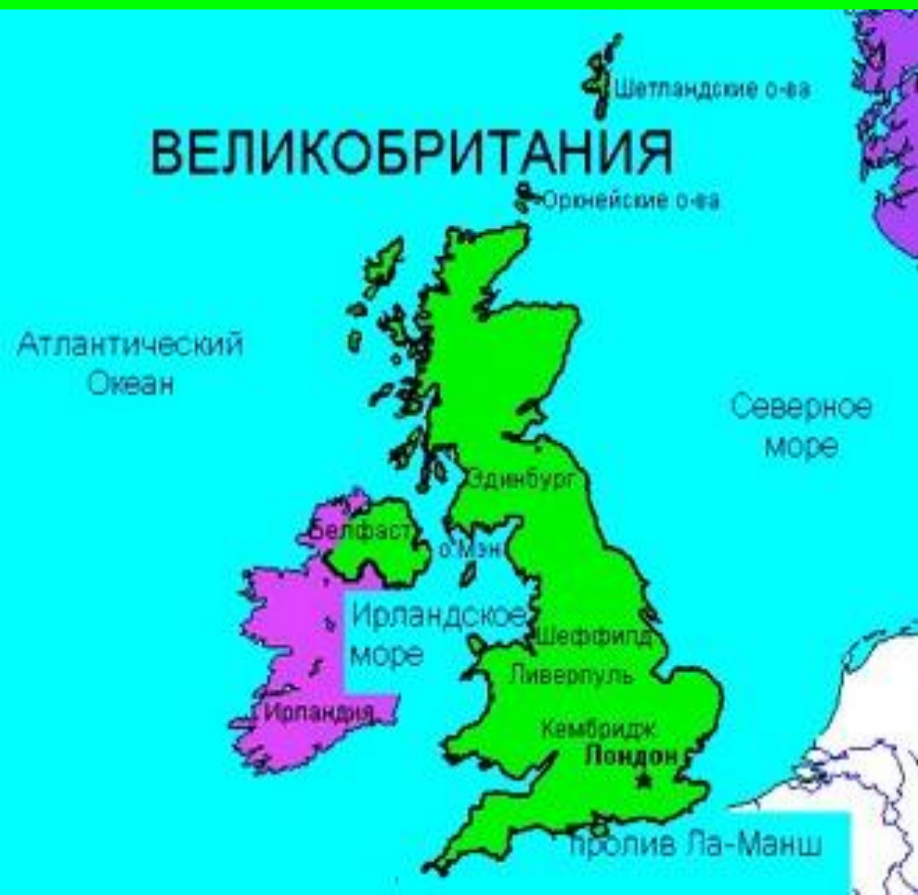 Шетландские о-ва
ВЕЛИКОБРИТАНИЯ
Оркнейские о-ва
Атлантический
Океан
Северное
море
Эдинбург
Белфаст
о.Мэн
Ирландское
море
Шеффилд
Ливерпуль
Ирландия
Кембридж
Лондон
пролив Ла-Манш